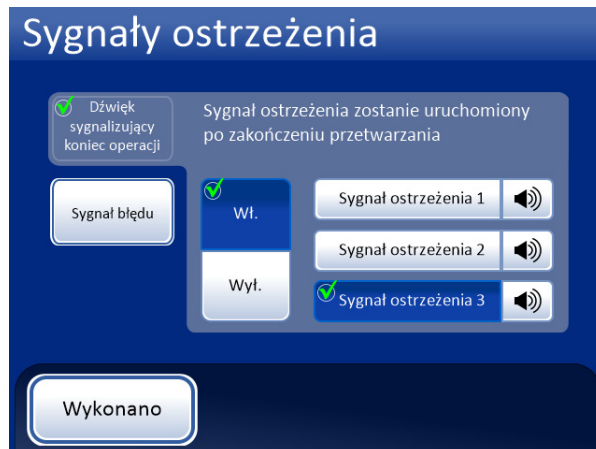 Sygnały ostrzeżenia
Dźwięk
sygnalizujący
koniec operacji
Sygnał ostrzeżenia zostanie uruchomiony
po zakończeniu przetwarzania
Sygnał błędu
Wł.
Wył.
Sygnał ostrzeżenia 1
Sygnał ostrzeżenia 2
Sygnał ostrzeżenia 3
Wykonano